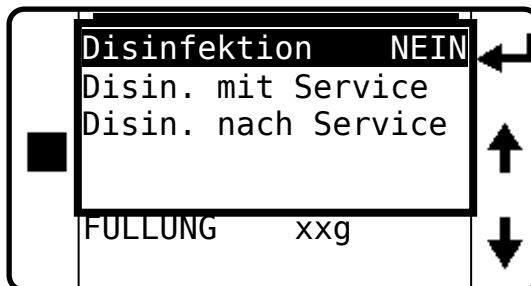 Disinfektion NEIN
Disin. mit Service
Disin. nach Service
FÜLLUNG xxg